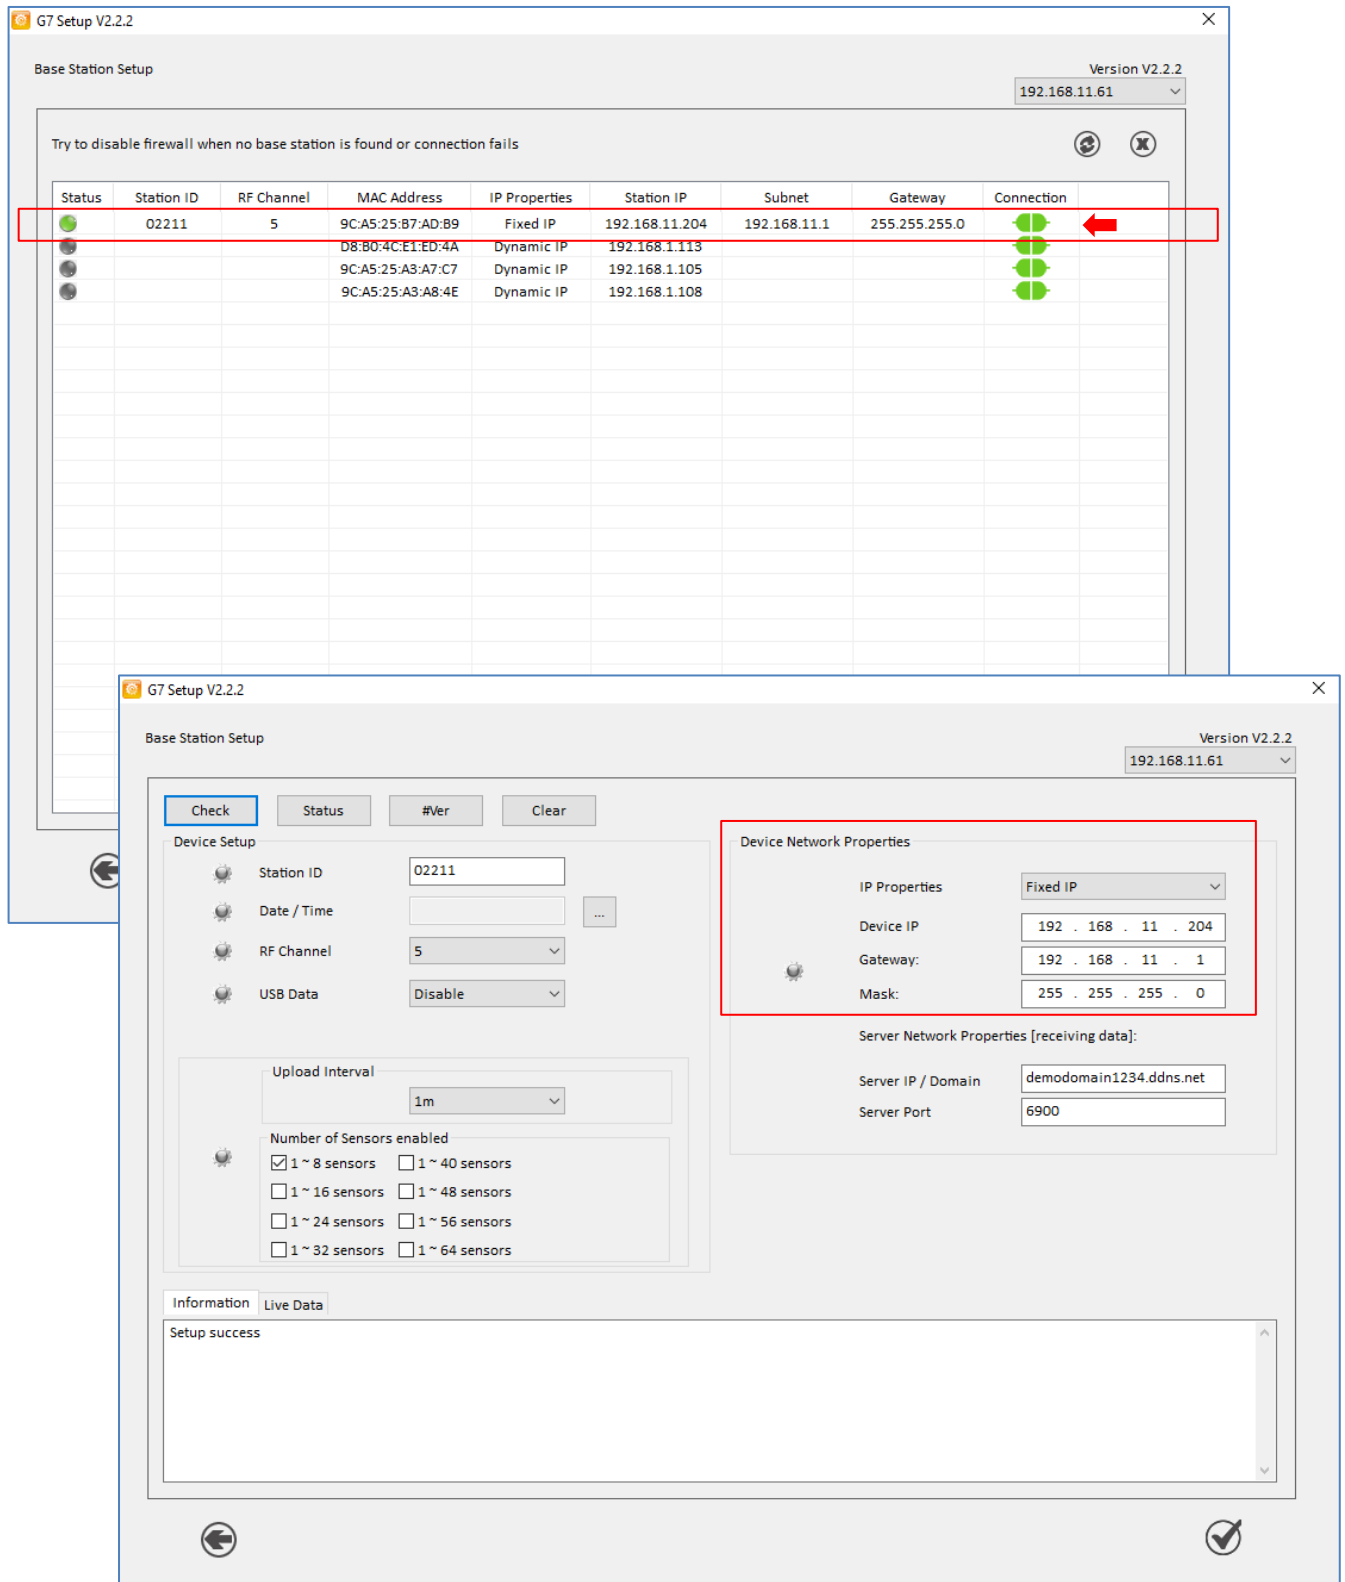 G7 Setup V2.2.2
Base Station Setup
Version V2.2.2
192.168.11.61
Try to disable firewall when no base station is found or connection fails
Status Station ID RF Channel MAC Address IP Properties Station IP Subnet Gateway Connection
02211 5 9C:A5:25:B7:AD:B9 Fixed IP 192.168.11.204 192.168.11.1 255.255.255.0
D8:B0:4C:E1:ED:4A Dynamic IP 192.168.1.113
9C:A5:25:A3:A7:C7 Dynamic IP 192.168.1.105
9C:A5:25:A3:A8:4E Dynamic IP 192.168.1.108
G7 Setup V2.2.2
Base Station Setup
Version V2.2.2
192.168.11.61
Check Status #Ver Clear
Device Setup
Station ID 02211
Date / Time ...
RF Channel 5
USB Data Disable
Upload Interval
1m
Number of Sensors enabled
1 ~ 8 sensors 1 ~ 40 sensors
1 ~ 16 sensors 1 ~ 48 sensors
1 ~ 24 sensors 1 ~ 56 sensors
1 ~ 32 sensors 1 ~ 64 sensors
Device Network Properties
IP Properties Fixed IP
Device IP 192 . 168 . 11 . 204
Gateway: 192 . 168 . 11 . 1
Mask: 255 . 255 . 255 . 0
Server Network Properties [receiving data]:
Server IP / Domain demodomain1234.ddns.net
Server Port 6900
Information Live Data
Setup success